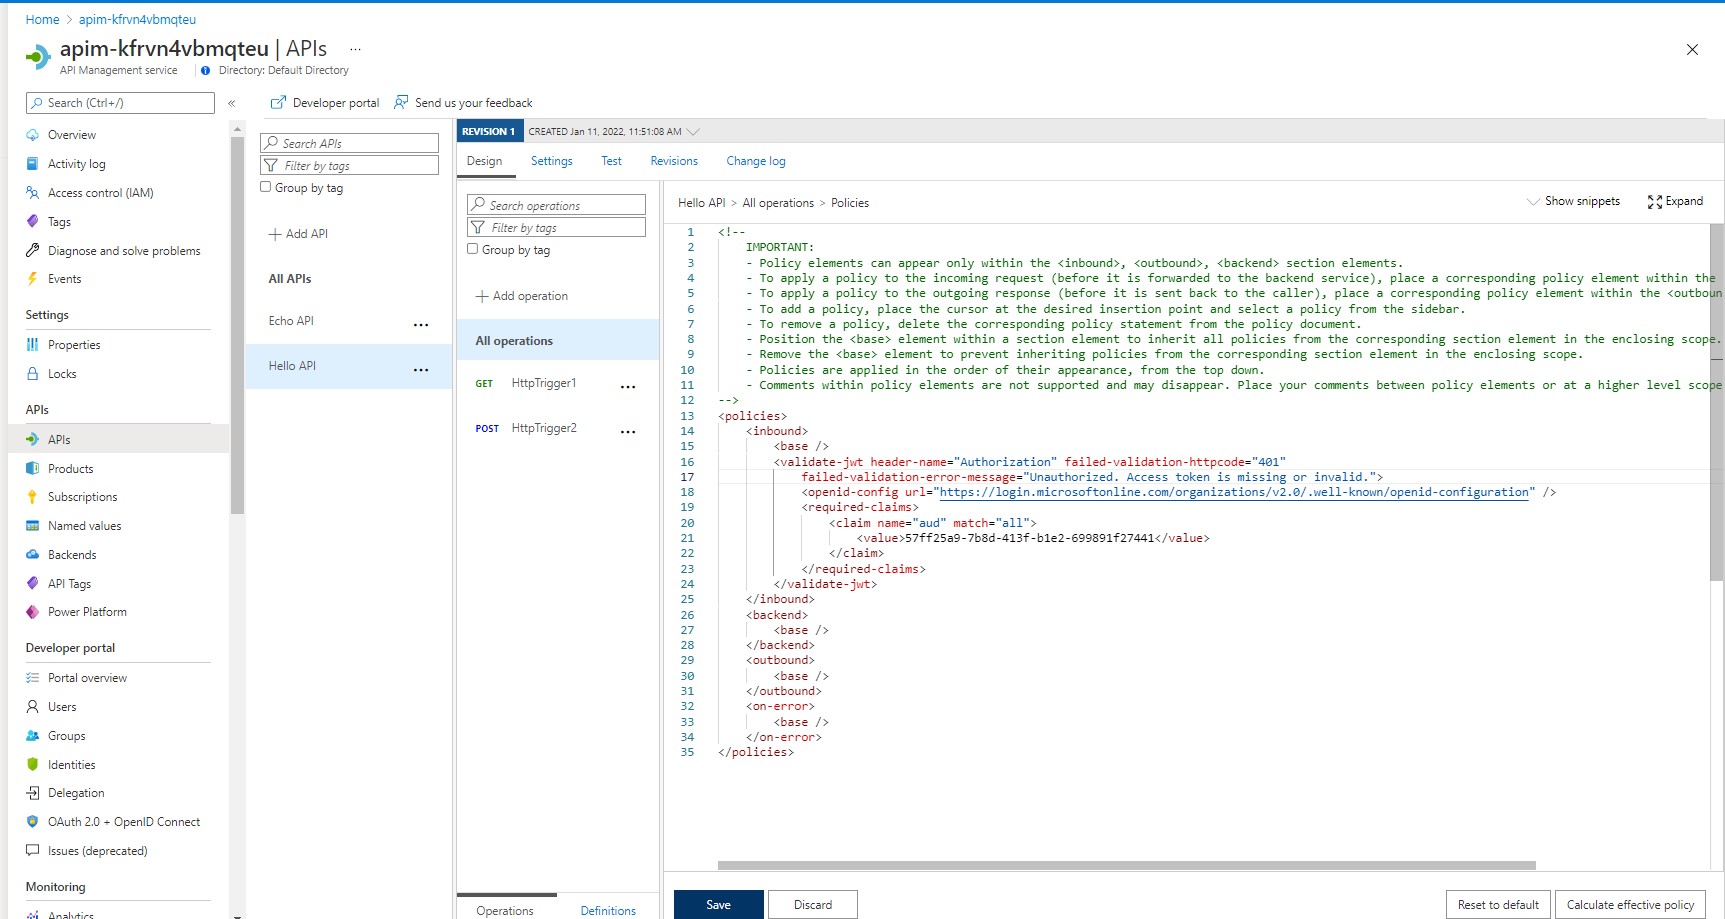 Home > apim-kfrvn4vbmqteu
apim-kfrvn4vbmqteu | APIs ...
API Management service
Directory: Default Directory
Search (Ctrl+/)
«
Overview
Activity log
Access control (IAM)
Tags
Diagnose and solve problems
Events
Settings
Properties
Locks
APIs
APIs
Products
Subscriptions
Named values
Backends
API Tags
Power Platform
Developer portal
Portal overview
Users
Groups
Identities
Delegation
OAuth 2.0 + OpenID Connect
Issues (deprecated)
Monitoring
Analytics
Developer portal
Send us your feedback
Search APIs
Filter by tags
Group by tag
+ Add API
All APIs
Echo API ...
Hello API ...
REVISION 1 CREATED Jan 11, 2022, 11:51:08 AM
Design Settings Test Revisions Change log
Search operations
Filter by tags
Group by tag
+ Add operation
All operations
GET HttpTrigger1 ...
POST HttpTrigger2 ...
Operations Definitions
Hello API > All operations > Policies
Show snippets
Expand
1 <!--
2 IMPORTANT:
3 - Policy elements can appear only within the <inbound>, <outbound>, <backend> section elements.
4 - To apply a policy to the incoming request (before it is forwarded to the backend service), place a corresponding policy element within the
5 - To apply a policy to the outgoing response (before it is sent back to the caller), place a corresponding policy element within the <outboun
6 - To add a policy, place the cursor at the desired insertion point and select a policy from the sidebar.
7 - To remove a policy, delete the corresponding policy statement from the policy document.
8 - Position the <base> element within a section element to inherit all policies from the corresponding section element in the enclosing scope.
9 - Remove the <base> element to prevent inheriting policies from the corresponding section element in the enclosing scope.
10 - Policies are applied in the order of their appearance, from the top down.
11 - Comments within policy elements are not supported and may disappear. Place your comments between policy elements or at a higher level scope
12 -->
13 <policies>
14 <inbound>
15 <base />
16 <validate-jwt header-name="Authorization" failed-validation-httpcode="401"
17 failed-validation-error-message="Unauthorized. Access token is missing or invalid.">
18 <openid-config url="https://login.microsoftonline.com/organizations/v2.0/.well-known/openid-configuration" />
19 <required-claims>
20 <claim name="aud" match="all">
21 <value>57ff25a9-7b8d-413f-b1e2-699891f27441</value>
22 </claim>
23 </required-claims>
24 </validate-jwt>
25 </inbound>
26 <backend>
27 <base />
28 </backend>
29 <outbound>
30 <base />
31 </outbound>
32 <on-error>
33 <base />
34 </on-error>
35 </policies>
Save
Discard
Reset to default
Calculate effective policy